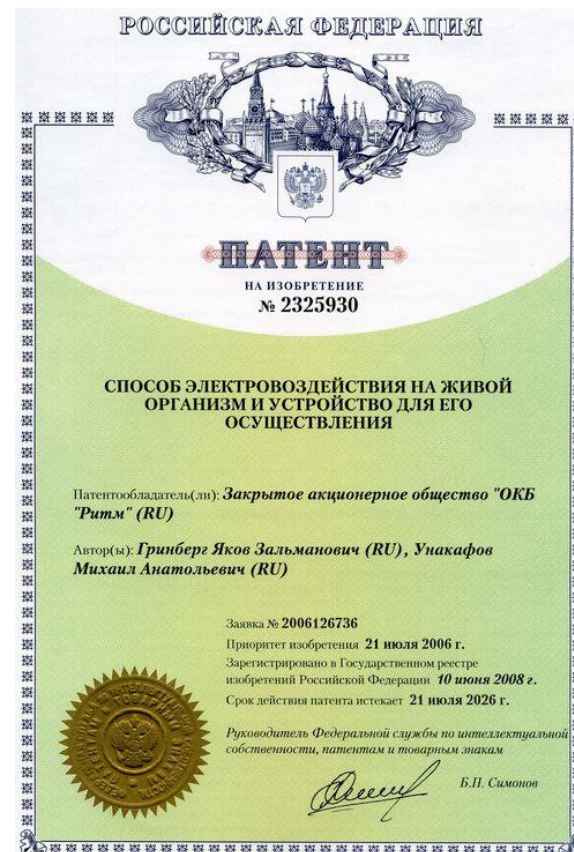 РОССИЙСКАЯ ФЕДЕРАЦИЯ
ПАТЕНТ
НА ИЗОБРЕТЕНИЕ
№ 2325930
СПОСОБ ЭЛЕКТРОВОЗДЕЙСТВИЯ НА ЖИВОЙ
ОРГАНИЗМ И УСТРОЙСТВО ДЛЯ ЕГО
ОСУЩЕСТВЛЕНИЯ
Патентообладатель(ли): Закрытое акционерное общество "ОКБ
"Ритм" (RU)
Автор(ы): Гринберг Яков Зальманович (RU), Унакафов
Михаил Анатольевич (RU)
Заявка № 2006126736
Приоритет изобретения 21 июля 2006 г.
Зарегистрировано в Государственном реестре
изобретений Российской Федерации 10 июня 2008 г.
Срок действия патента истекает 21 июля 2026 г.
Руководитель Федеральной службы по интеллектуальной
собственности, патентам и товарным знакам
Б.П. Симонов